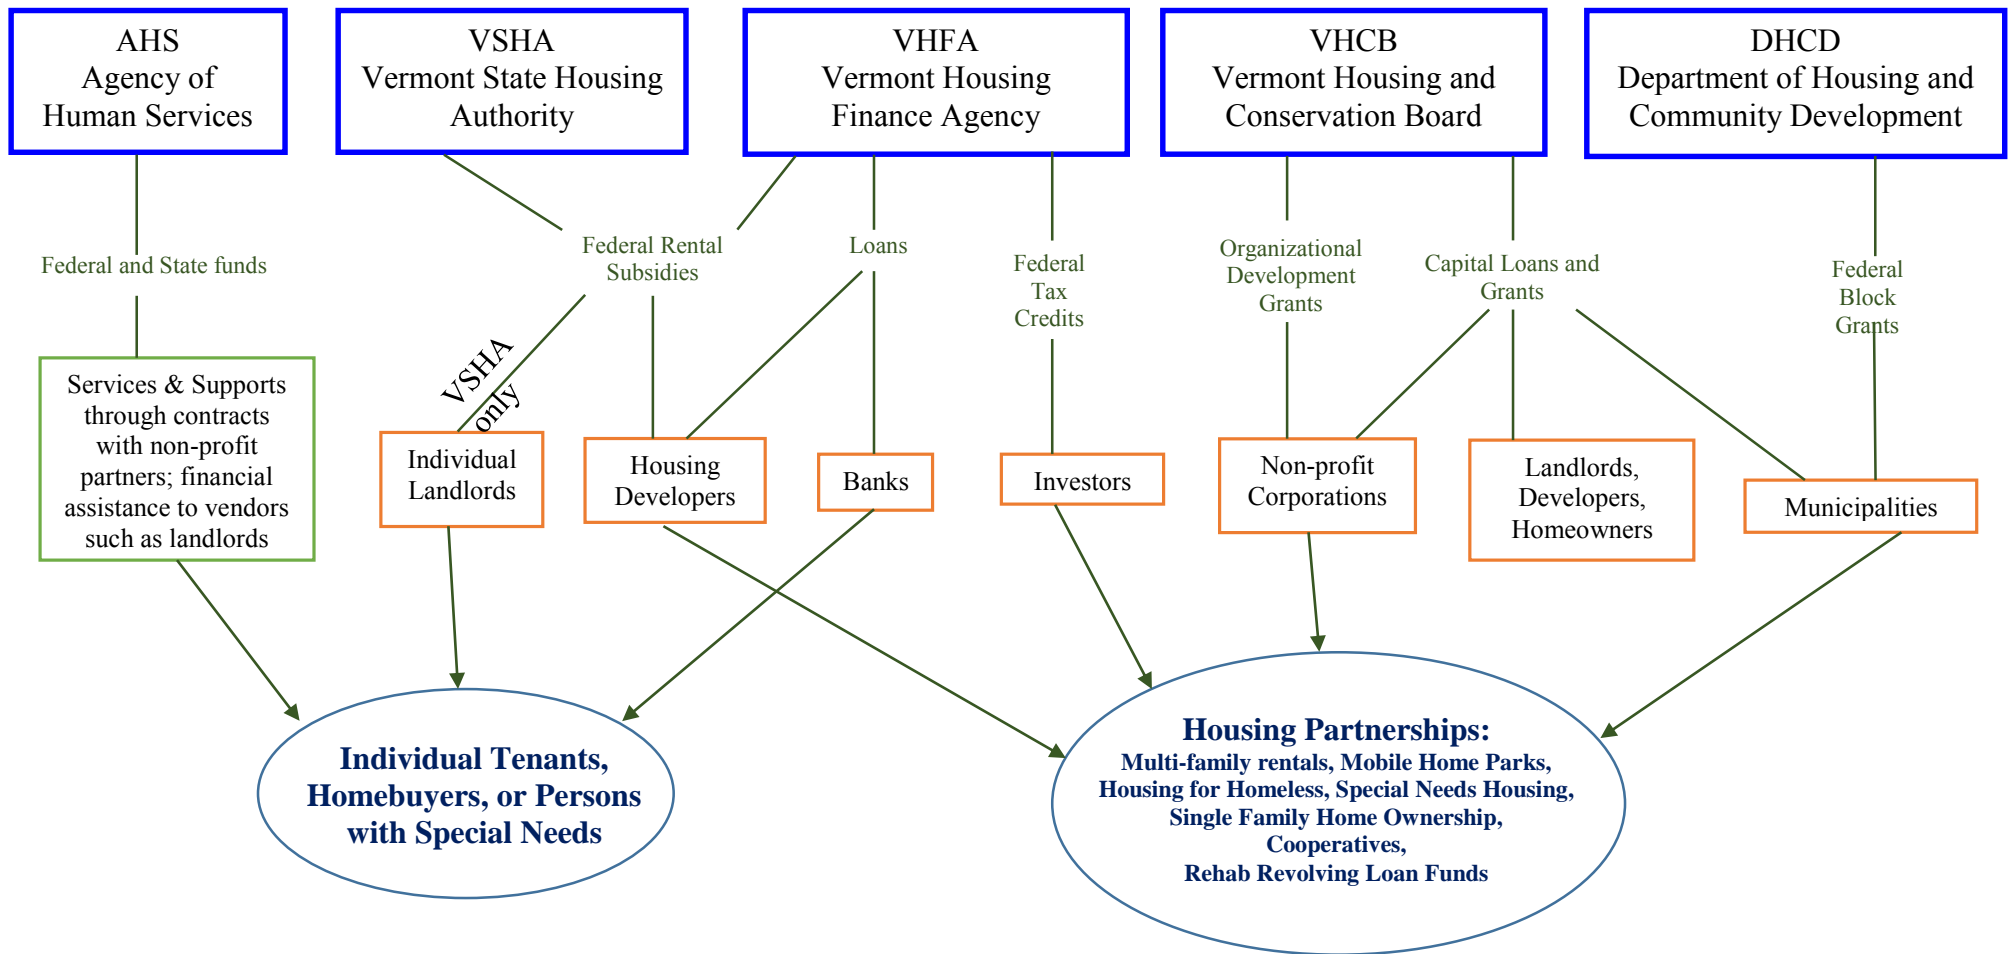 AHS
Agency of
Human Services
VSHA
Vermont State Housing
Authority
VHFA
Vermont Housing
Finance Agency
VHCB
Vermont Housing and
Conservation Board
DHCD
Department of Housing and
Community Development
Federal and State funds
Federal Rental
Subsidies
Loans
Federal
Tax
Credits
Organizational
Development
Grants
Capital Loans and
Grants
Federal
Block
Grants
VSHA
only
Services & Supports
through contracts
with non-profit
partners; financial
assistance to vendors
such as landlords
Individual
Landlords
Housing
Developers
Banks
Investors
Non-profit
Corporations
Landlords,
Developers,
Homeowners
Municipalities
Individual Tenants,
Homebuyers, or Persons
with Special Needs
Housing Partnerships:
Multi-family rentals, Mobile Home Parks,
Housing for Homeless, Special Needs Housing,
Single Family Home Ownership,
Cooperatives,
Rehab Revolving Loan Funds